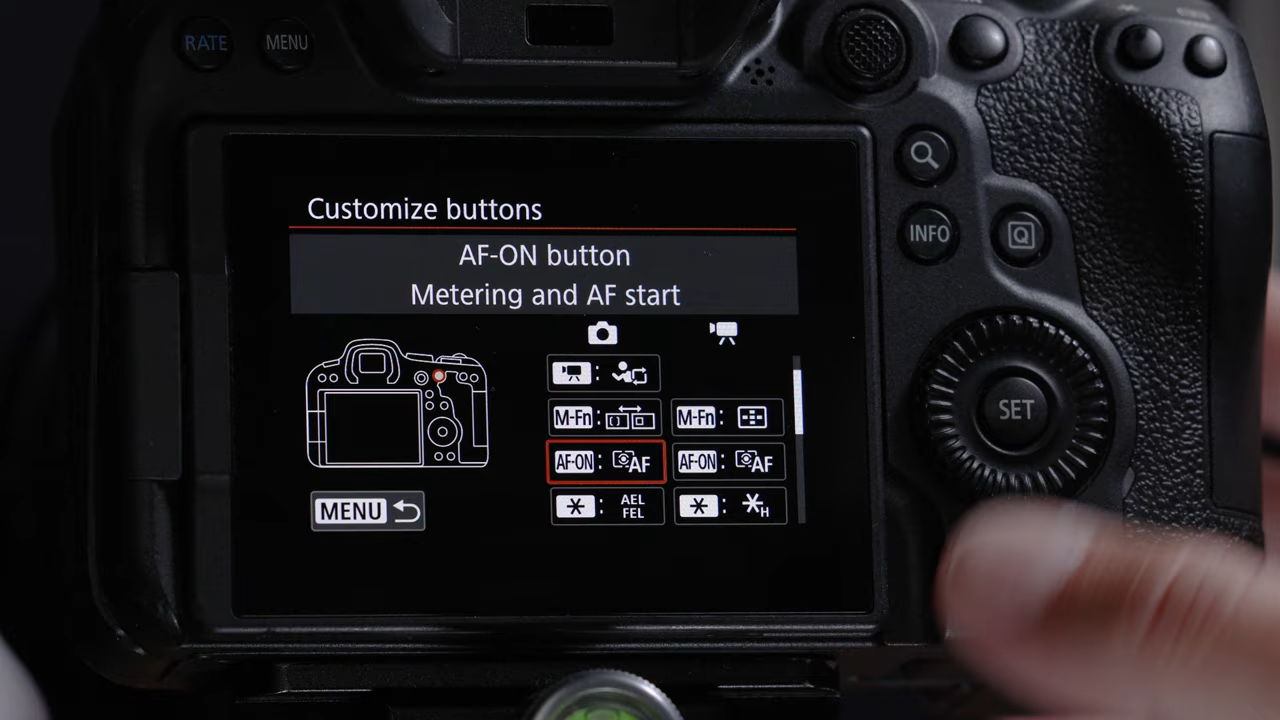 RATE
MENU
Customize buttons
AF-ON button
Metering and AF start
M-Fn : M-Fn :
AF-ON : AF AF-ON : AF
AEL
FEL
H
MENU
INFO
Q
SET